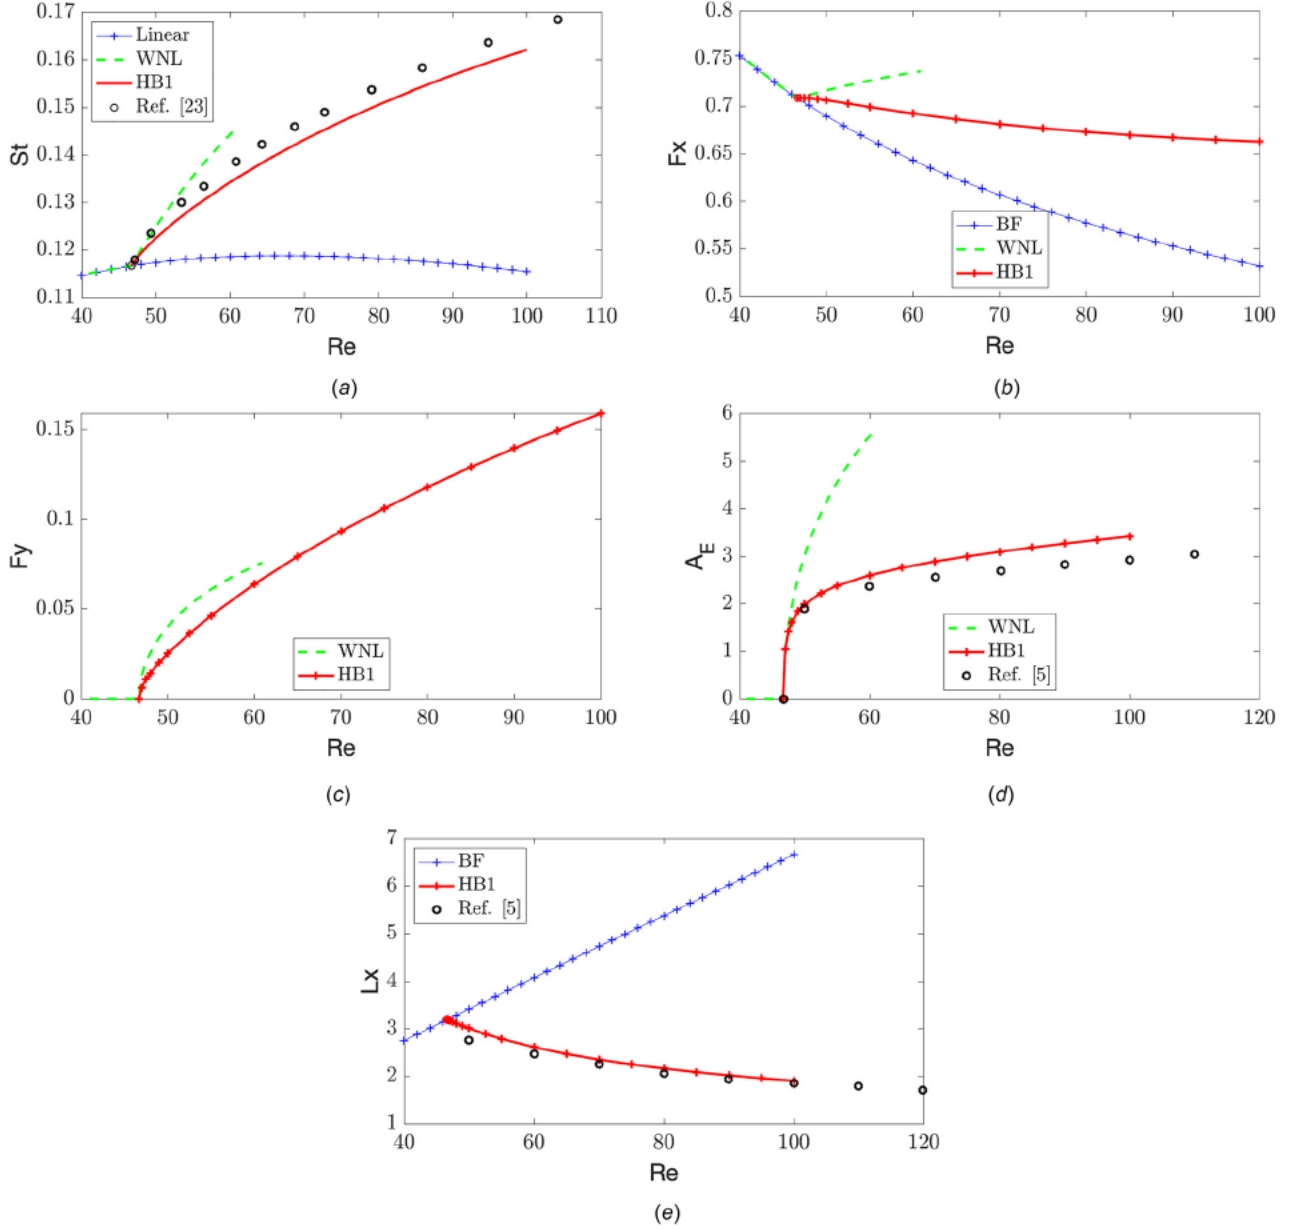 St
0.17
0.16
0.15
0.14
0.13
0.12
0.11
Linear
WNL
HB1
Ref. [23]
40 50 60 70 80 90 100 110
Re
(a)
Fx
0.8
0.75
0.7
0.65
0.6
0.55
0.5
BF
WNL
HB1
40 50 60 70 80 90 100
Re
(b)
Fy
0.15
0.1
0.05
0
WNL
HB1
40 50 60 70 80 90 100
Re
(c)
A_E
6
5
4
3
2
1
0
WNL
HB1
Ref. [5]
40 60 80 100 120
Re
(d)
Lx
7
6
5
4
3
2
1
BF
HB1
Ref. [5]
40 60 80 100 120
Re
(e)